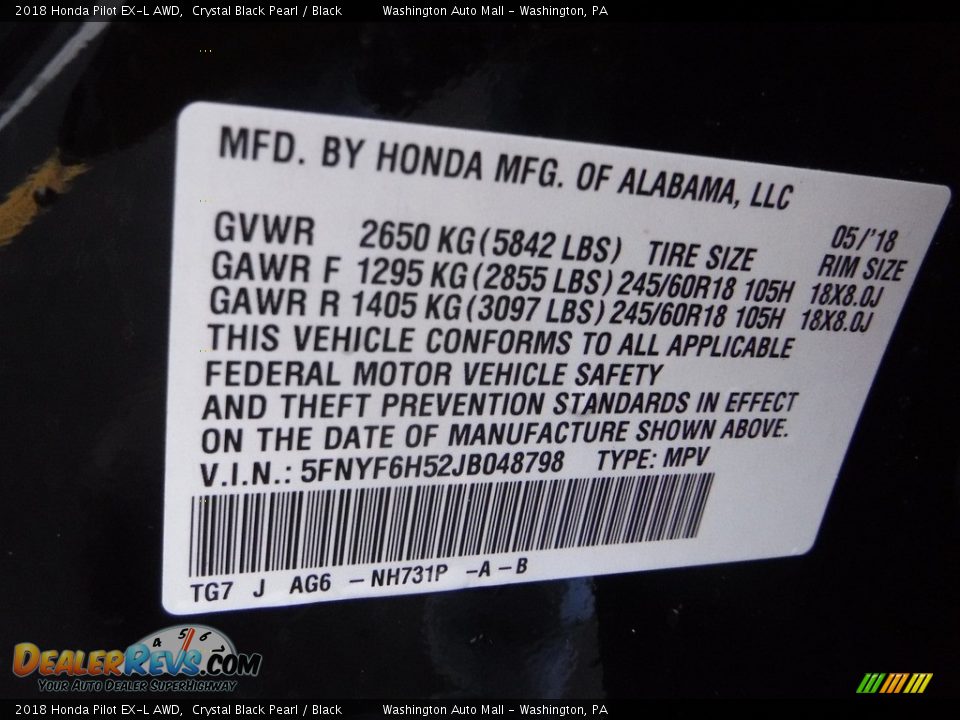 2018 Honda Pilot EX-L AWD, Crystal Black Pearl / Black Washington Auto Mall - Washington, PA
MFD. BY HONDA MFG. OF ALABAMA, LLC
05/'18
GVWR 2650 KG(5842 LBS) TIRE SIZE RIM SIZE
GAWR F 1295 KG(2855 LBS) 245/60R18 105H 18X8.0J
GAWR R 1405 KG(3097 LBS) 245/60R18 105H 18X8.0J
THIS VEHICLE CONFORMS TO ALL APPLICABLE
FEDERAL MOTOR VEHICLE SAFETY
AND THEFT PREVENTION STANDARDS IN EFFECT
ON THE DATE OF MANUFACTURE SHOWN ABOVE.
V.I.N.: 5FNYF6H52JB048798 TYPE: MPV
TG7 J AG6 -NH731P -A -B
4 5 6
DEALERREVS.COM
YOUR AUTO DEALER SUPERHIGHWAY
2018 Honda Pilot EX-L AWD, Crystal Black Pearl / Black Washington Auto Mall - Washington, PA